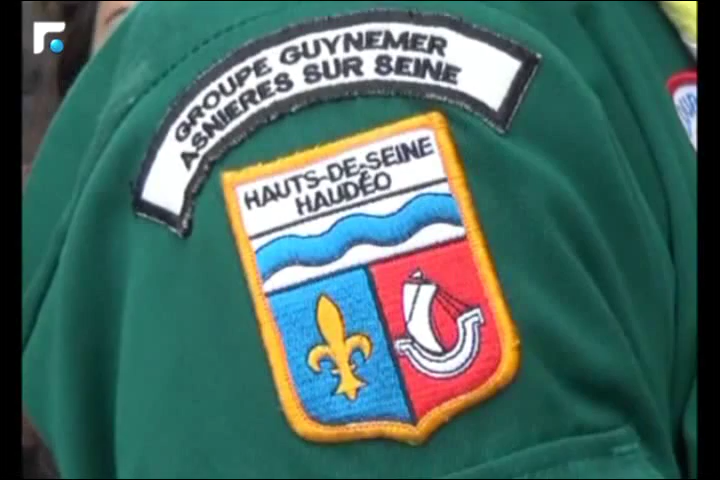 GROUPE GUYNEMER
ASNIERES SUR SEINE
HAUTS-DE-SEINE
HAUDÉO